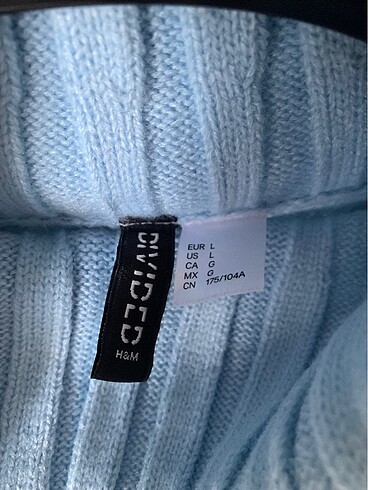 DIVIDED
H&M
EUR L
US L
CA G
MX G
CN 175/104A